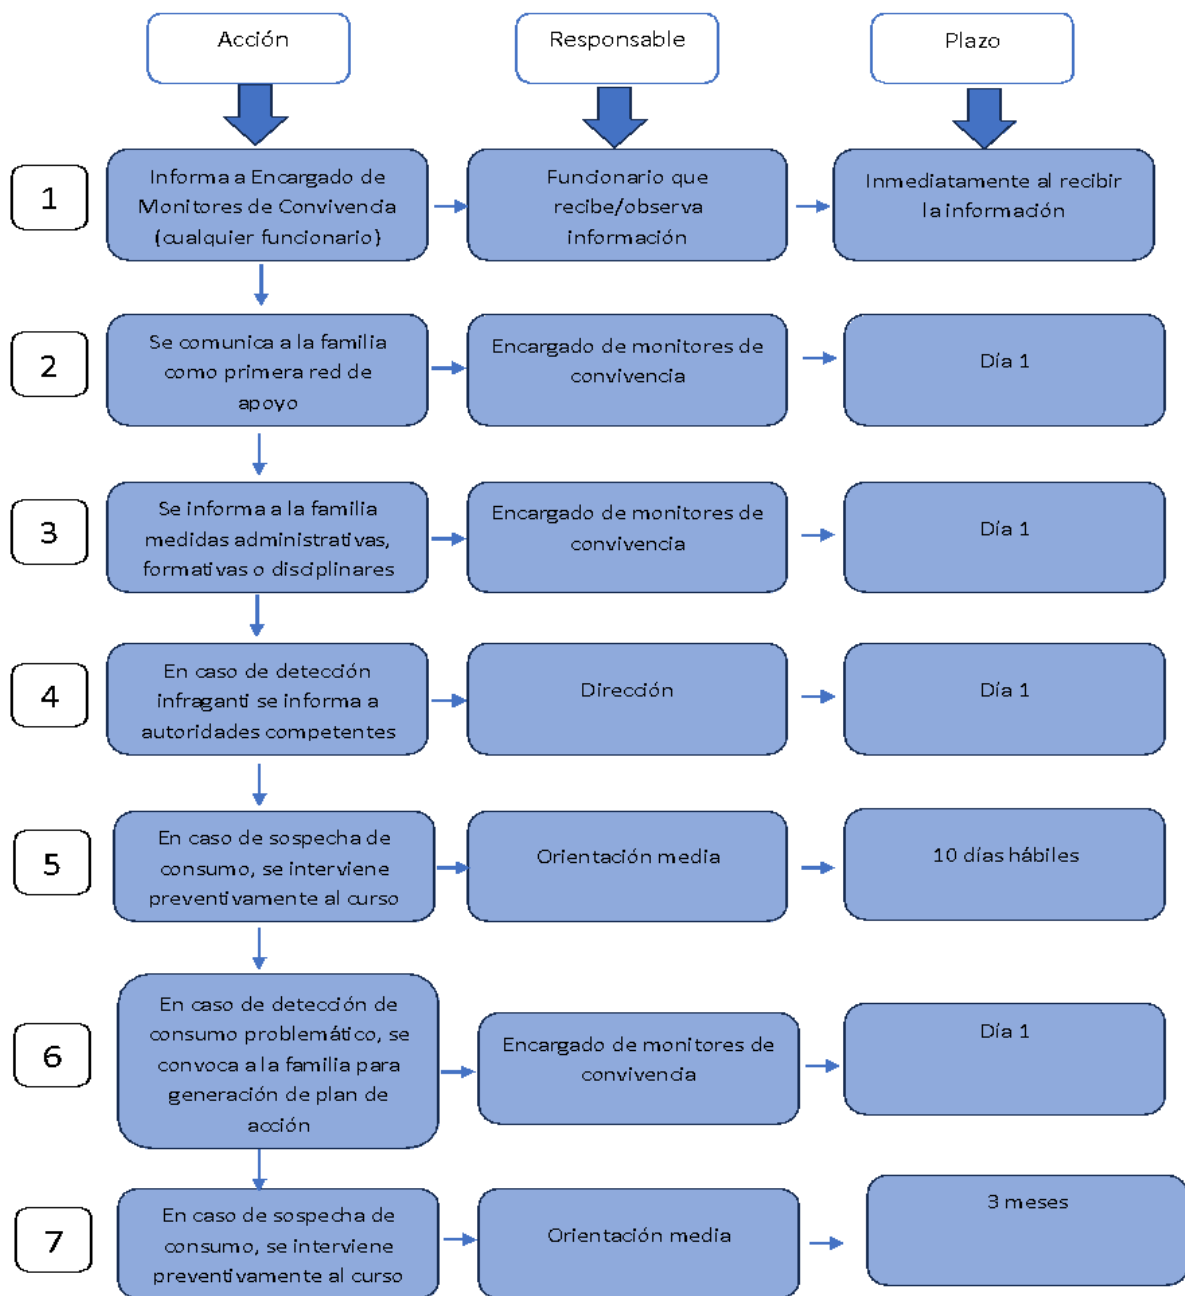 Acción
Responsable
Plazo
1
Informa a Encargado de
Monitores de Convivencia
(cualquier funcionario)
Funcionario que
recibe/observa
información
Inmediatamente al recibir
la información
2
Se comunica a la familia
como primera red de
apoyo
Encargado de monitores de
convivencia
Día 1
3
Se informa a la familia
medidas administrativas,
formativas o disciplinares
Encargado de monitores de
convivencia
Día 1
4
En caso de detección
infraganti se informa a
autoridades competentes
Dirección
Día 1
5
En caso de sospecha de
consumo, se interviene
preventivamente al curso
Orientación media
10 días hábiles
6
En caso de detección de
consumo problemático, se
convoca a la familia para
generación de plan de
acción
Encargado de monitores de
convivencia
Día 1
7
En caso de sospecha de
consumo, se interviene
preventivamente al curso
Orientación media
3 meses